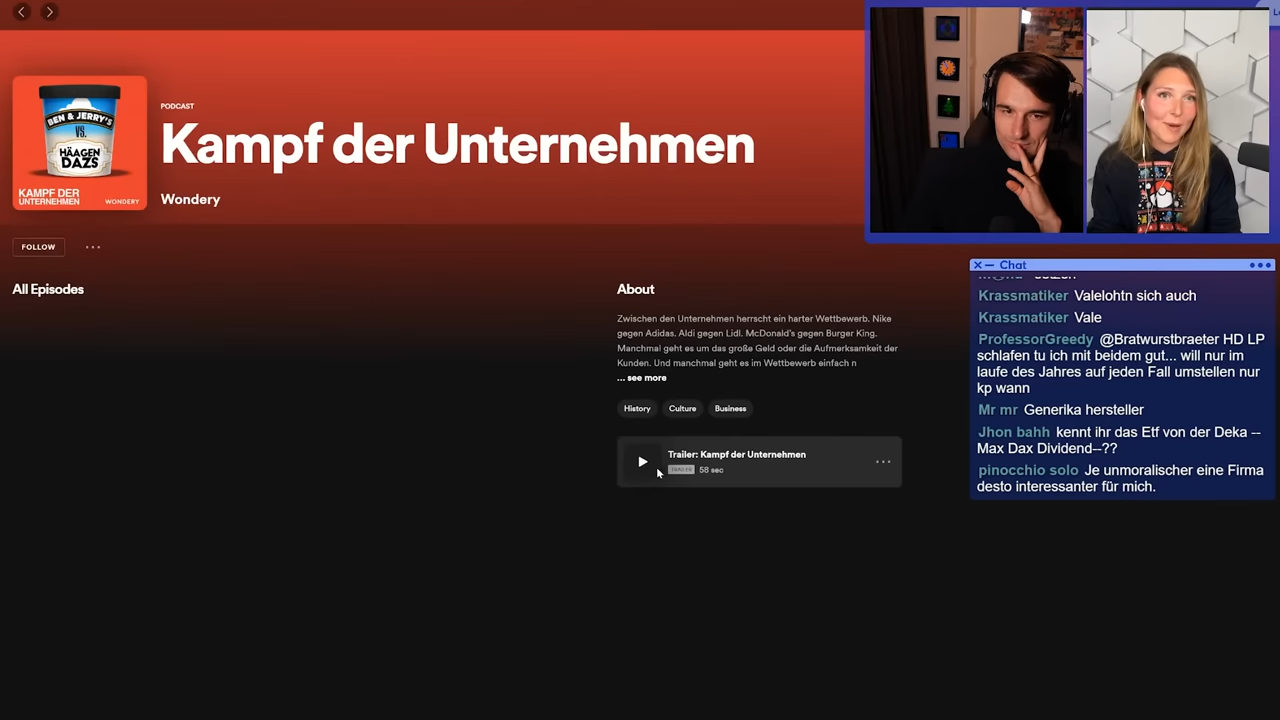 BEN & JERRY'S
VS.
HÄAGEN
DAZS
KAMPF DER
UNTERNEHMEN
WONDERY
PODCAST
Kampf der Unternehmen
Wondery
FOLLOW
All Episodes
About
Zwischen den Unternehmen herrscht ein harter Wettbewerb. Nike
gegen Adidas. Aldi gegen Lidl. McDonald's gegen Burger King.
Manchmal geht es um das große Geld oder die Aufmerksamkeit der
Kunden. Und manchmal geht es im Wettbewerb einfach n
... see more
History
Culture
Business
Trailer: Kampf der Unternehmen
TRAILER 58 sec
Chat
Krassmatiker Valelohtn sich auch
Krassmatiker Vale
ProfessorGreedy @Bratwurstbraeter HD LP
schlafen tu ich mit beidem gut... will nur im
laufe des Jahres auf jeden Fall umstellen nur
kp wann
Mr mr Generika hersteller
Jhon bahh kennt ihr das Etf von der Deka --
Max Dax Dividend--??
pinocchio solo Je unmoralischer eine Firma
desto interessanter für mich.